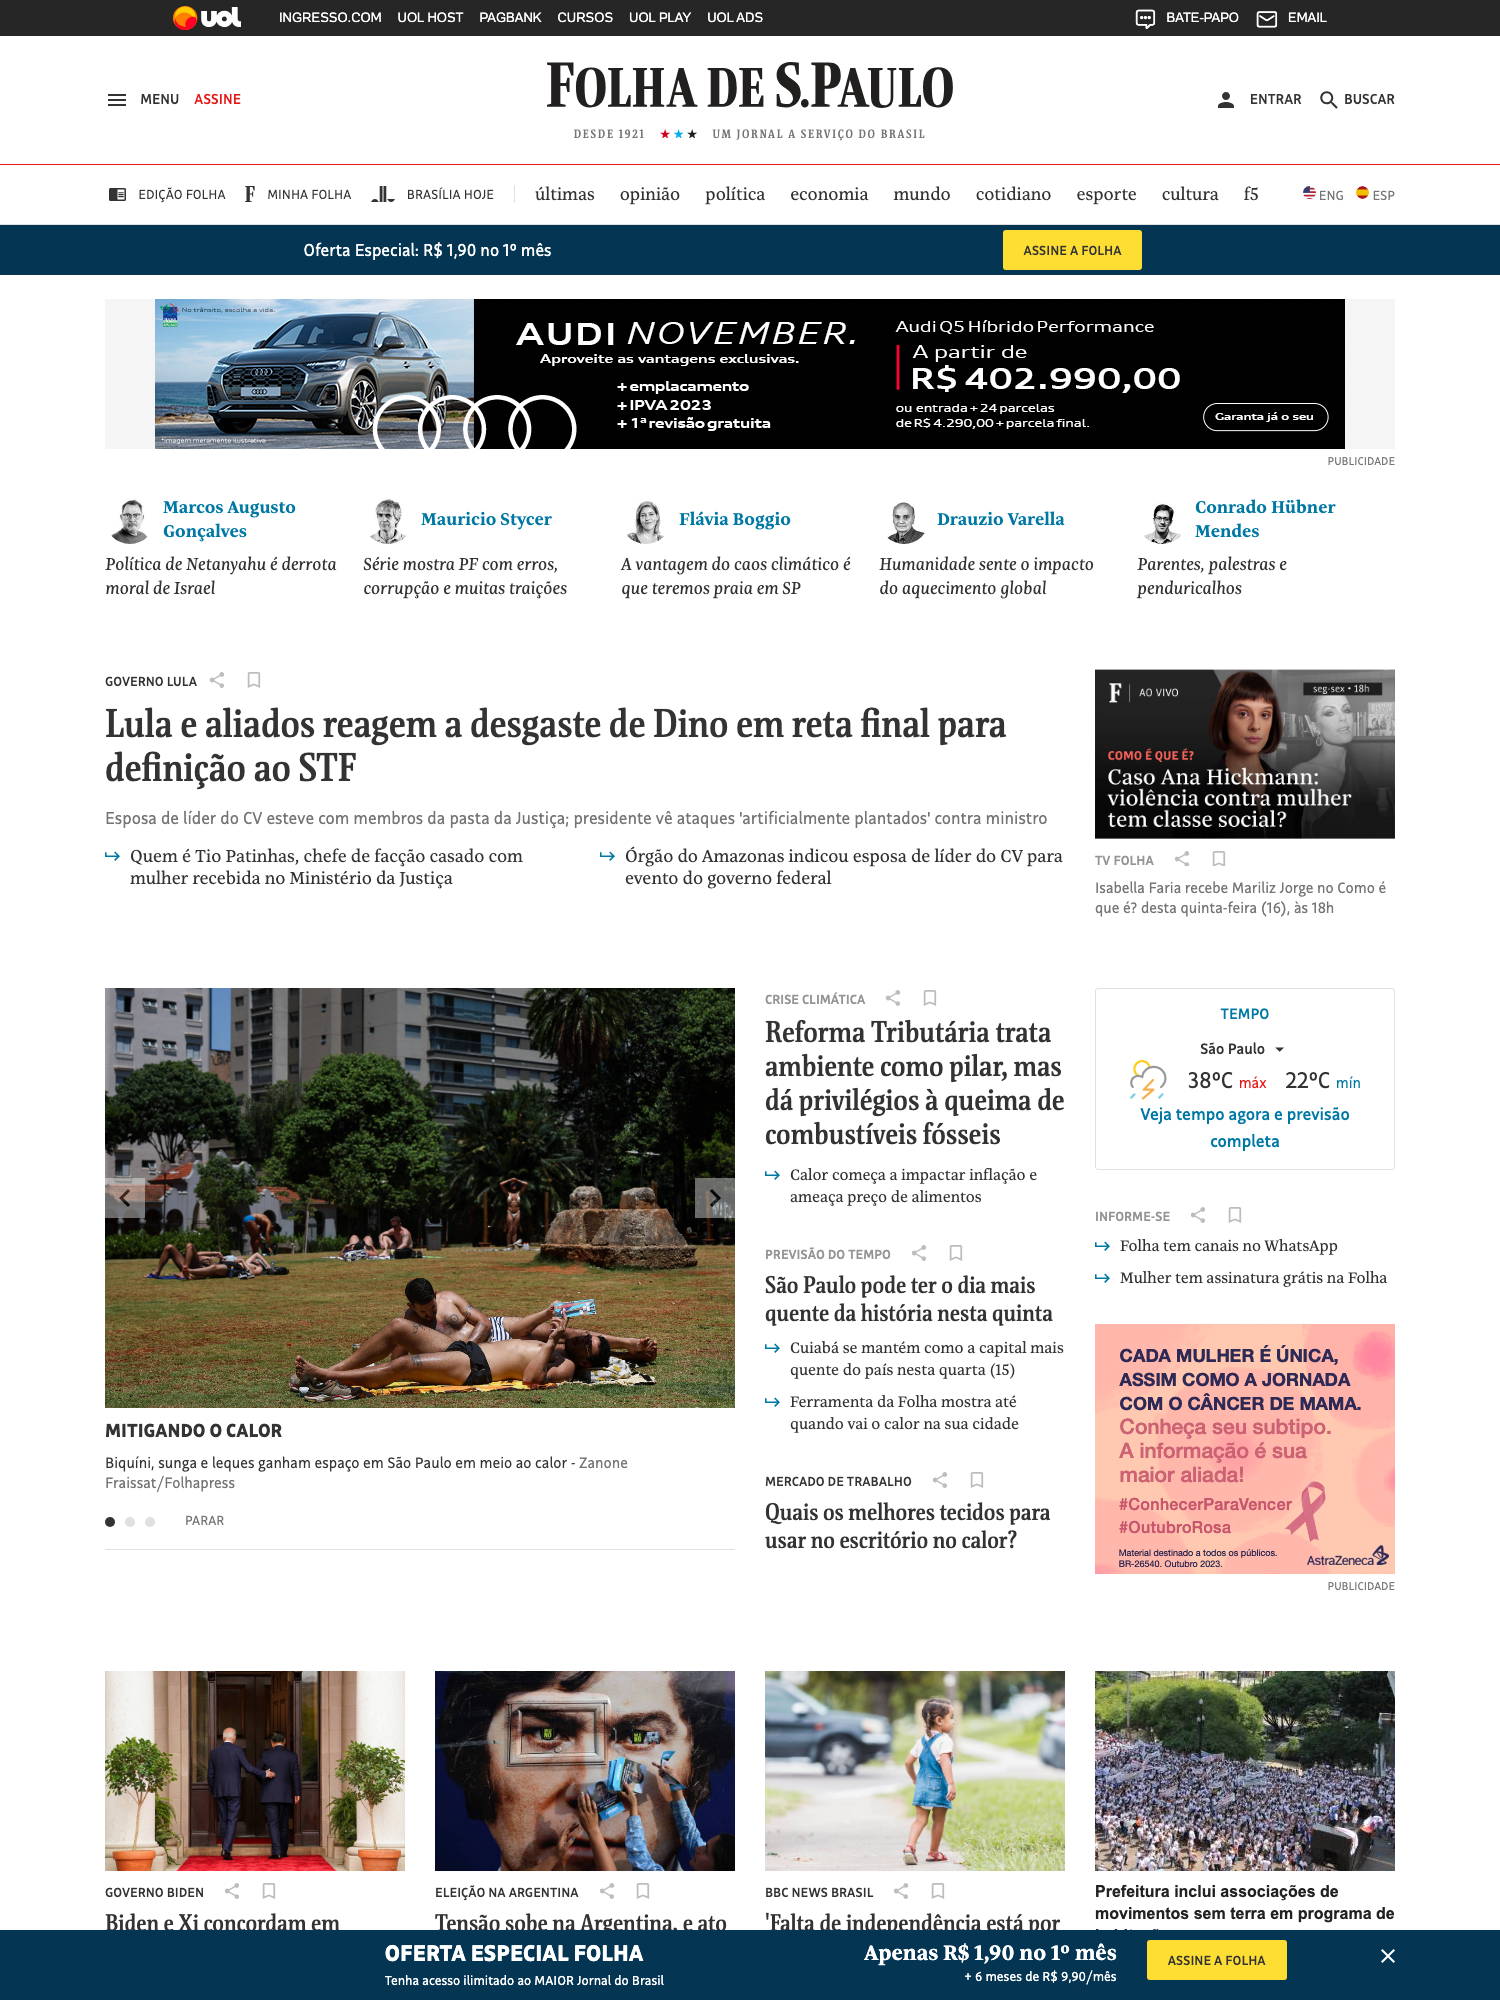 uol INGRESSO.COM UOL HOST PAGBANK CURSOS UOL PLAY UOL ADS BATE-PAPO EMAIL
MENU ASSINE FOLHA DE S.PAULO ENTRAR BUSCAR
DESDE 1921 ★★★ UM JORNAL A SERVIÇO DO BRASIL
EDIÇÃO FOLHA MINHA FOLHA BRASÍLIA HOJE últimas opinião política economia mundo cotidiano esporte cultura f5 ENG ESP
Oferta Especial: R$ 1,90 no 1º mês ASSINE A FOLHA
No trânsito, escolha a vida.
*imagem meramente ilustrativa
AUDI NOVEMBER.
Aproveite as vantagens exclusivas.
+ emplacamento
+ IPVA 2023
+ 1ª revisão gratuita
Audi Q5 Híbrido Performance
A partir de
R$ 402.990,00
ou entrada + 24 parcelas
de R$ 4.290,00 + parcela final.
Garanta já o seu
PUBLICIDADE
Marcos Augusto
Gonçalves
Política de Netanyahu é derrota
moral de Israel
Mauricio Stycer
Série mostra PF com erros,
corrupção e muitas traições
Flávia Boggio
A vantagem do caos climático é
que teremos praia em SP
Drauzio Varella
Humanidade sente o impacto
do aquecimento global
Conrado Hübner
Mendes
Parentes, palestras e
penduricalhos
GOVERNO LULA
Lula e aliados reagem a desgaste de Dino em reta final para
definição ao STF
Esposa de líder do CV esteve com membros da pasta da Justiça; presidente vê ataques 'artificialmente plantados' contra ministro
Quem é Tio Patinhas, chefe de facção casado com
mulher recebida no Ministério da Justiça
Órgão do Amazonas indicou esposa de líder do CV para
evento do governo federal
F AO VIVO seg-sex • 18h
COMO É QUE É?
Caso Ana Hickmann:
violência contra mulher
tem classe social?
TV FOLHA
Isabella Faria recebe Mariliz Jorge no Como é
que é? desta quinta-feira (16), às 18h
MITIGANDO O CALOR
Biquíni, sunga e leques ganham espaço em São Paulo em meio ao calor - Zanone
Fraissat/Folhapress
PARAR
CRISE CLIMÁTICA
Reforma Tributária trata
ambiente como pilar, mas
dá privilégios à queima de
combustíveis fósseis
Calor começa a impactar inflação e
ameaça preço de alimentos
PREVISÃO DO TEMPO
São Paulo pode ter o dia mais
quente da história nesta quinta
Cuiabá se mantém como a capital mais
quente do país nesta quarta (15)
Ferramenta da Folha mostra até
quando vai o calor na sua cidade
MERCADO DE TRABALHO
Quais os melhores tecidos para
usar no escritório no calor?
TEMPO
São Paulo
38ºC máx 22ºC mín
Veja tempo agora e previsão
completa
INFORME-SE
Folha tem canais no WhatsApp
Mulher tem assinatura grátis na Folha
CADA MULHER É ÚNICA,
ASSIM COMO A JORNADA
COM O CÂNCER DE MAMA.
Conheça seu subtipo.
A informação é sua
maior aliada!
#ConhecerParaVencer
#OutubroRosa
Material destinado a todos os públicos.
BR-26540. Outubro 2023.
AstraZeneca
PUBLICIDADE
GOVERNO BIDEN
Biden e Xi concordam em
ELEIÇÃO NA ARGENTINA
Tensão sobe na Argentina, e ato
BBC NEWS BRASIL
'Falta de independência está por
Prefeitura inclui associações de
movimentos sem terra em programa de
OFERTA ESPECIAL FOLHA
Tenha acesso ilimitado ao MAIOR Jornal do Brasil
Apenas R$ 1,90 no 1º mês
+ 6 meses de R$ 9,90/mês
ASSINE A FOLHA